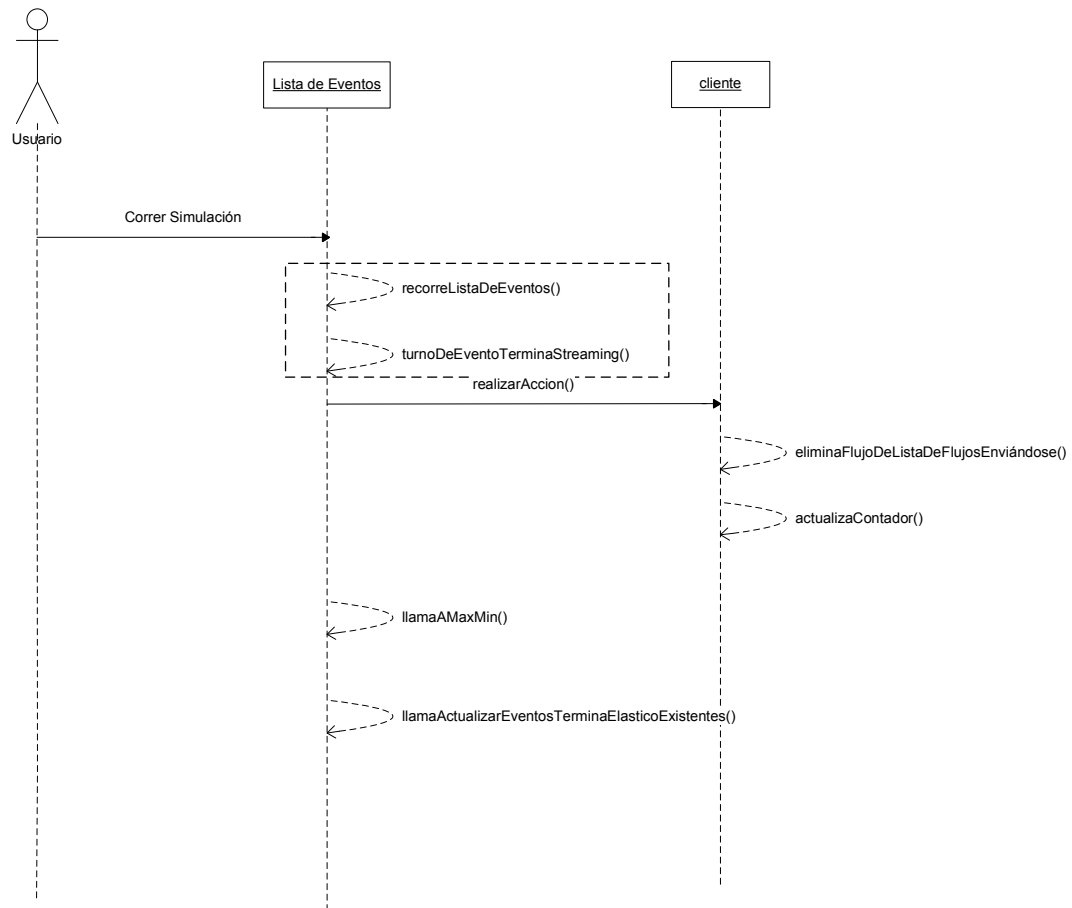 Lista de Eventos
cliente
Usuario
Correr Simulación
recorreListaDeEventos()
turnoDeEventoTerminaStreaming()
realizarAccion()
eliminaFlujoDeListaDeFlujosEnviándose()
actualizaContador()
llamaAMaxMin()
llamaActualizarEventosTerminaElasticoExistentes()